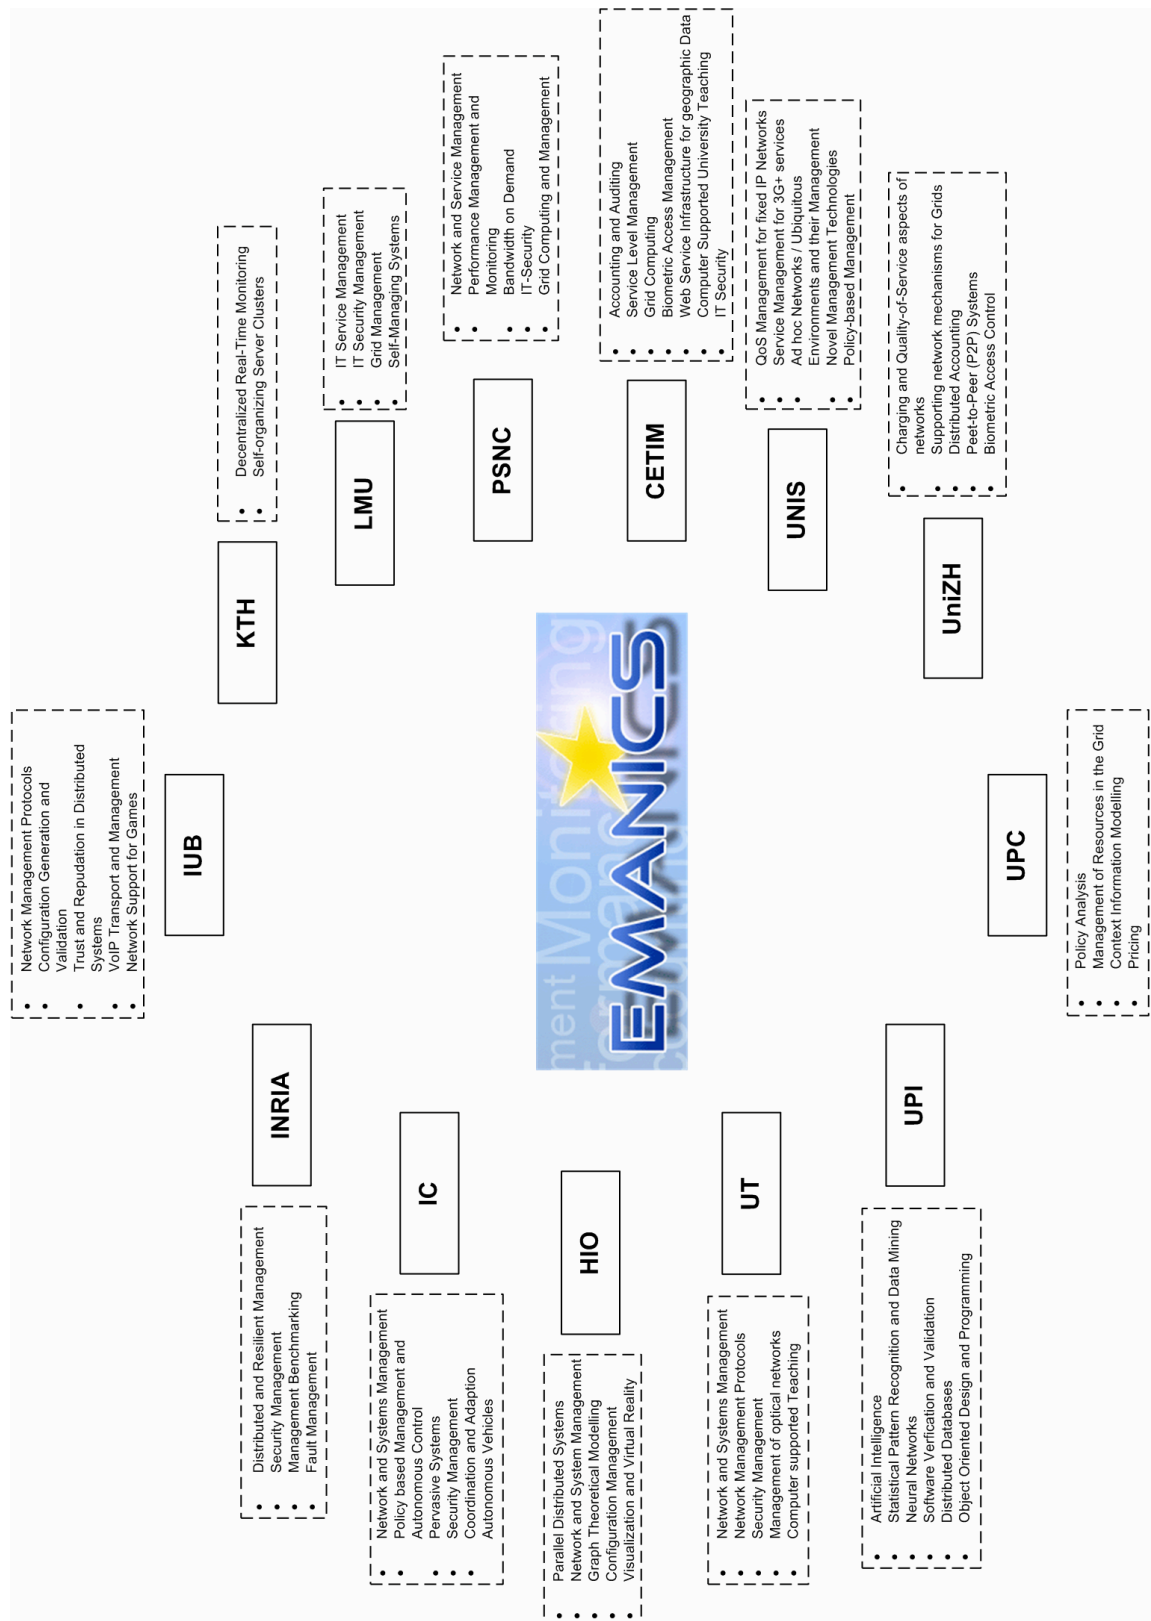 Network Management Protocols
Configuration Generation and
Validation
Trust and Repudation in Distributed
Systems
VoIP Transport and Management
Network Support for Games
IUB
Decentralized Real-Time Monitoring
Self-organizing Server Clusters
KTH
Distributed and Resilient Management
Security Management
Management Benchmarking
Fault Management
INRIA
IT Service Management
IT Security Management
Grid Management
Self-Managing Systems
LMU
Network and Systems Management
Policy based Management and
Autonomous Control
Pervasive Systems
Security Management
Coordination and Adaption
Autonomous Vehicles
IC
Network and Service Management
Performance Management and
Monitoring
Bandwidth on Demand
IT-Security
Grid Computing and Management
PSNC
Parallel Distributed Systems
Network and System Management
Graph Theoretical Modelling
Configuration Management
Visualization and Virtual Reality
HIO
ment Monitoring
EMANICS
Accounting and Auditing
Service Level Management
Grid Computing
Biometric Access Management
Web Service Infrastructure for geographic Data
Computer Supported University Teaching
IT Security
CETIM
Network and Systems Management
Network Management Protocols
Security Management
Management of optical networks
Computer supported Teaching
UT
QoS Management for fixed IP Networks
Service Management for 3G+ services
Ad hoc Networks / Ubiquitous
Environments and their Management
Novel Management Technologies
Policy-based Management
UNIS
Artificial Intelligence
Statistical Pattern Recognition and Data Mining
Neural Networks
Software Verfication and Validation
Distributed Databases
Object Oriented Design and Programming
UPI
Charging and Quality-of-Service aspects of
networks
Supporting network mechanisms for Grids
Distributed Accounting
Peet-to-Peer (P2P) Systems
Biometric Access Control
UniZH
UPC
Policy Analysis
Management of Resources in the Grid
Context Information Modelling
Pricing